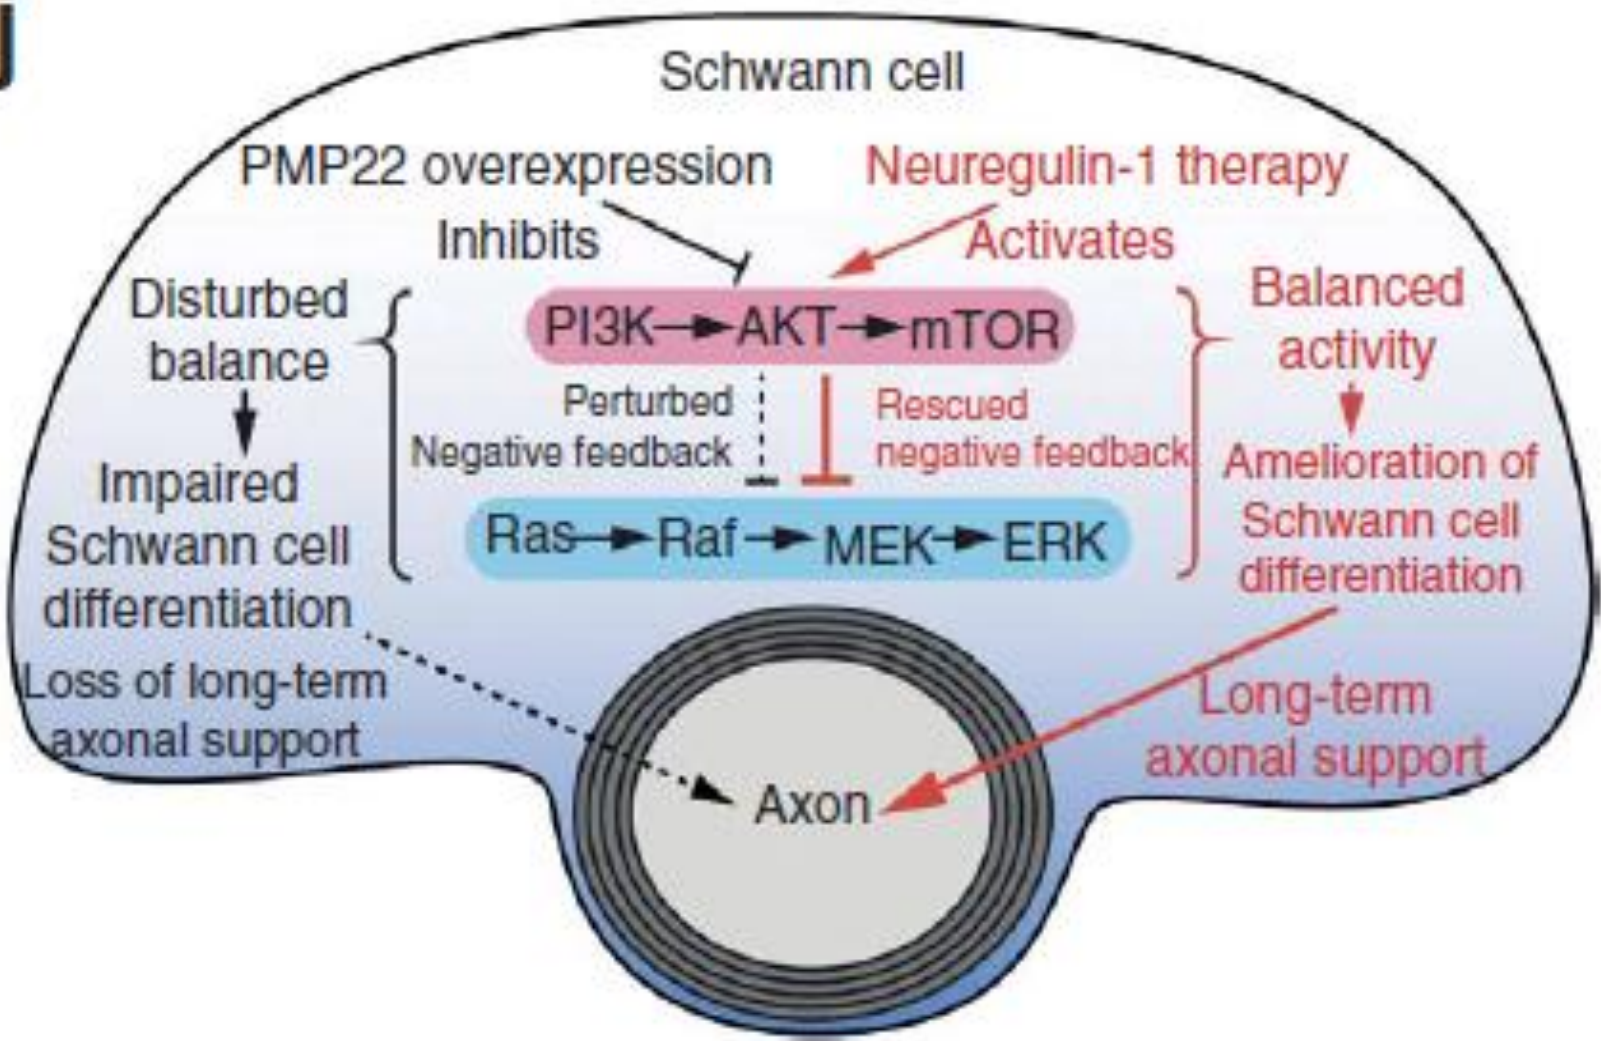 J
Schwann cell
PMP22 overexpression
Neuregulin-1 therapy
Inhibits
Activates
Disturbed
balance
Impaired
Schwann cell
differentiation
Loss of long-term
axonal support
PI3K AKT mTOR
Perturbed
Negative feedback
Rescued
negative feedback
Ras Raf MEK ERK
Balanced
activity
Amelioration of
Schwann cell
differentiation
Long-term
axonal support
Axon